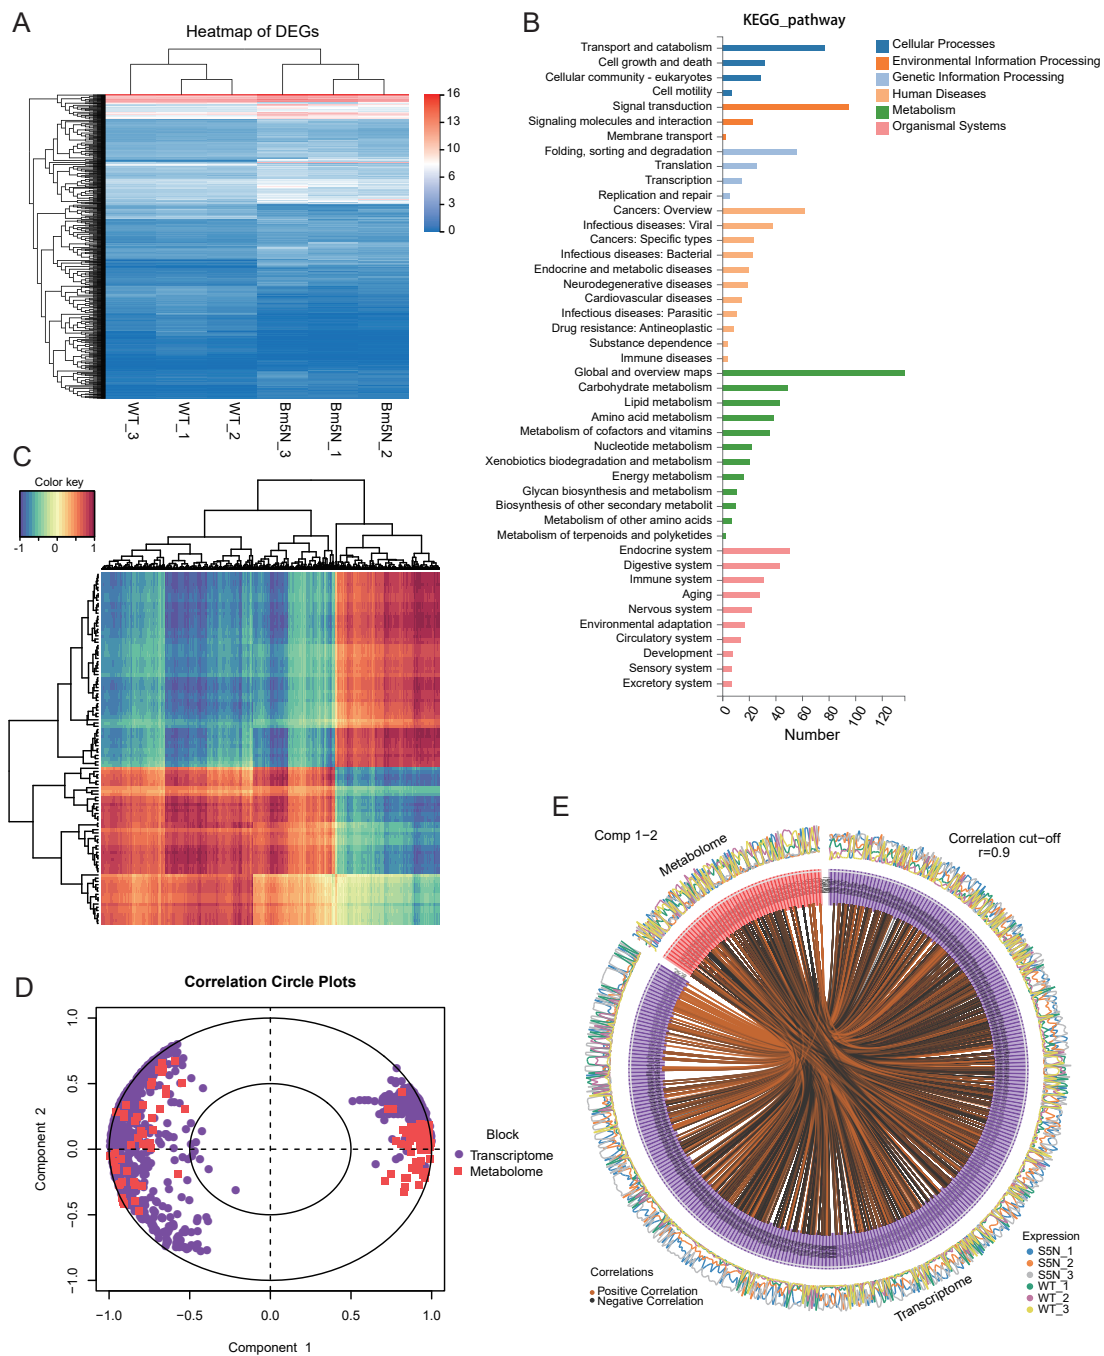 A
Heatmap of DEGs
16
13
10
6
3
0
WT_3
WT_1
WT_2
Bm5N_3
Bm5N_1
Bm5N_2
B
KEGG_pathway
Transport and catabolism
Cell growth and death
Cellular community - eukaryotes
Cell motility
Signal transduction
Signaling molecules and interaction
Membrane transport
Folding, sorting and degradation
Translation
Transcription
Replication and repair
Cancers: Overview
Infectious diseases: Viral
Cancers: Specific types
Infectious diseases: Bacterial
Endocrine and metabolic diseases
Neurodegenerative diseases
Cardiovascular diseases
Infectious diseases: Parasitic
Drug resistance: Antineoplastic
Substance dependence
Immune diseases
Global and overview maps
Carbohydrate metabolism
Lipid metabolism
Amino acid metabolism
Metabolism of cofactors and vitamins
Nucleotide metabolism
Xenobiotics biodegradation and metabolism
Energy metabolism
Glycan biosynthesis and metabolism
Biosynthesis of other secondary metabolit
Metabolism of other amino acids
Metabolism of terpenoids and polyketides
Endocrine system
Digestive system
Immune system
Aging
Nervous system
Environmental adaptation
Circulatory system
Development
Sensory system
Excretory system
0
20
40
60
80
100
120
Number
Cellular Processes
Environmental Information Processing
Genetic Information Processing
Human Diseases
Metabolism
Organismal Systems
C
Color key
-1 0 1
D
Correlation Circle Plots
Component 2
1.0
0.5
0.0
−0.5
−1.0
−1.0 −0.5 0.0 0.5 1.0
Component 1
Block
Transcriptome
Metabolome
E
Comp 1−2
Metabolome
Correlation cut−off
r=0.9
Transcriptome
Correlations
Positive Correlation
Negative Correlation
Expression
S5N_1
S5N_2
S5N_3
WT_1
WT_2
WT_3